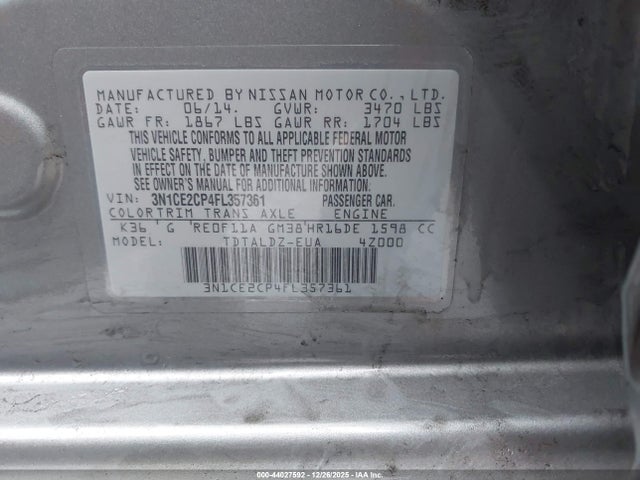 MANUFACTURED BY NISSAN MOTOR CO., LTD.
DATE: 06/14. GVWR: 3470 LBS
GAWR FR: 1867 LBS GAWR RR: 1704 LBS
THIS VEHICLE CONFORMS TO ALL APPLICABLE FEDERAL MOTOR
VEHICLE SAFETY, BUMPER AND THEFT PREVENTION STANDARDS
IN EFFECT ON THE DATE OF MANUFACTURE SHOWN ABOVE.
SEE OWNER'S MANUAL FOR ADDITIONAL INFORMATION.
VIN: 3N1CE2CP4FL357361 PASSENGER CAR.
COLOR TRIM TRANS AXLE ENGINE
K36 G RE0F11A GM38 HR16DE 1598 CC
MODEL: TDTALDZ-EUA 4Z000
3N1CE2CP4FL357361
000-44027592 - 12/26/2025 - IAAI, Inc.